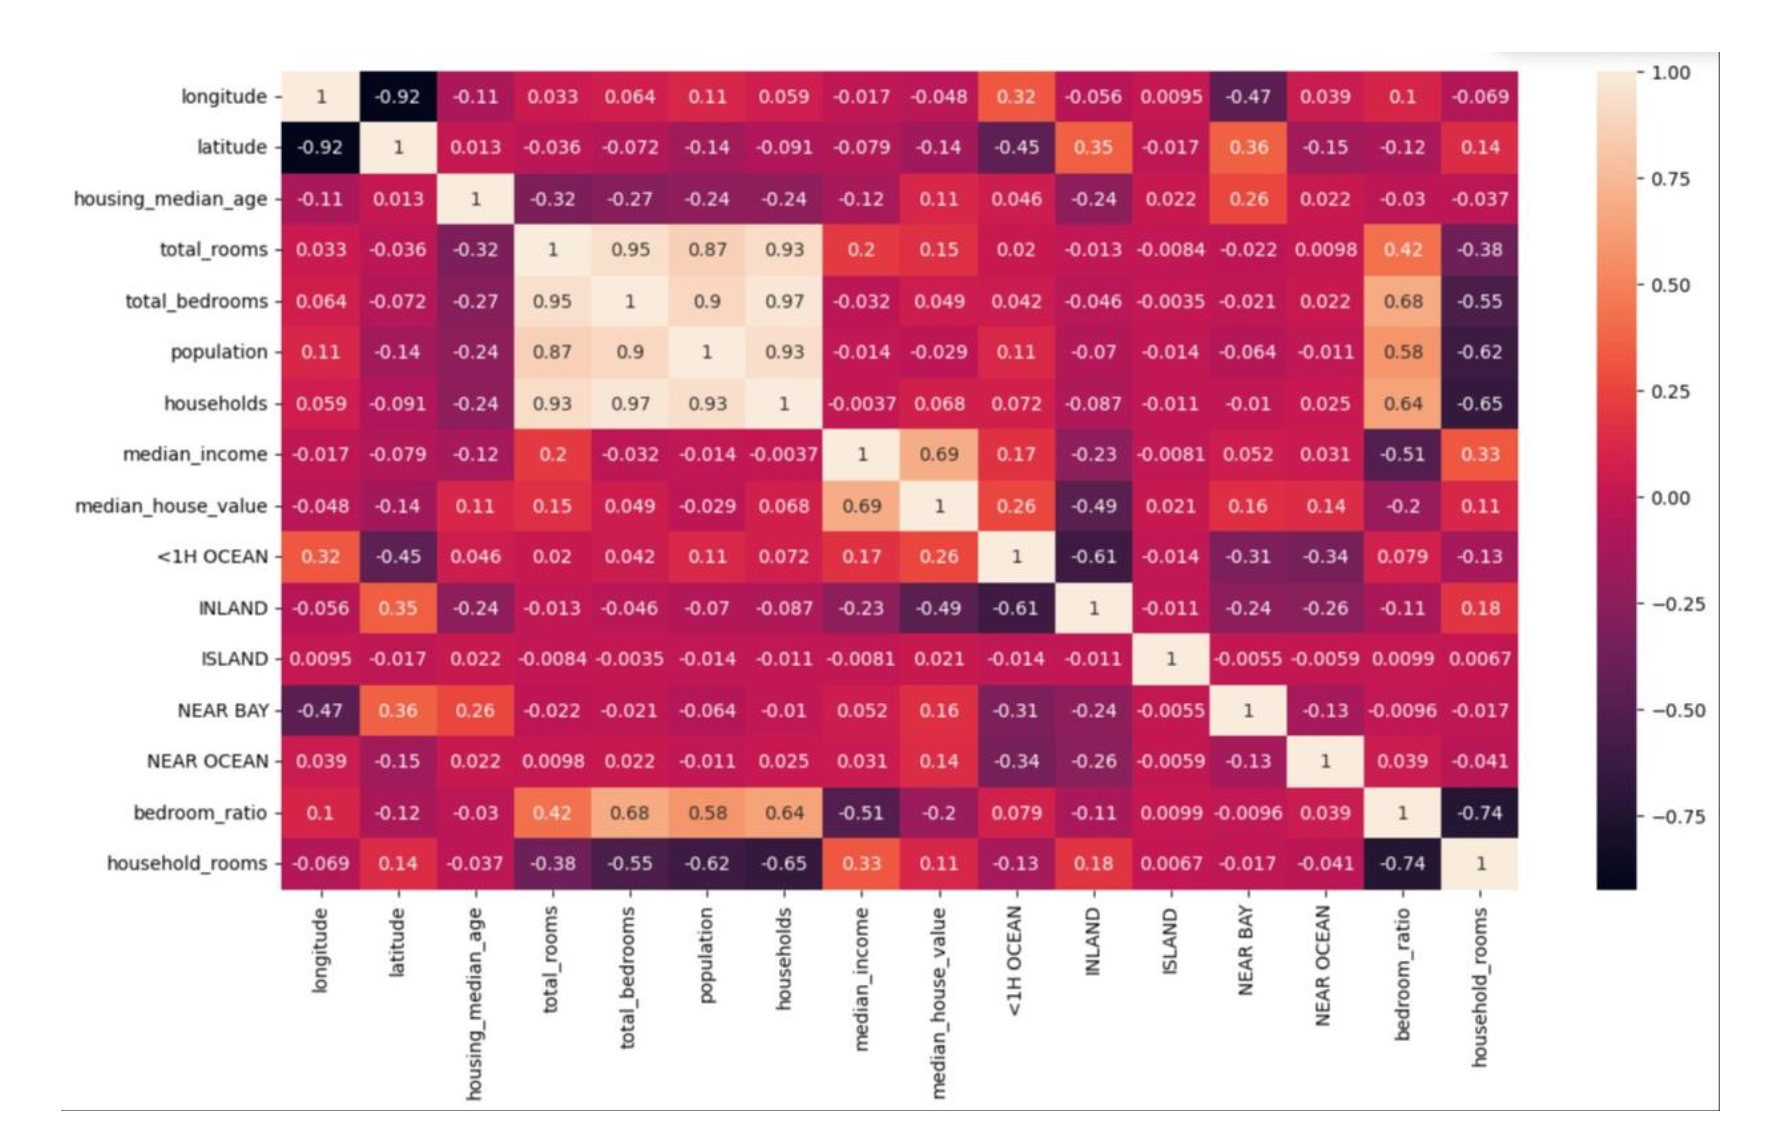 longitude 1 -0.92 -0.11 0.033 0.064 0.11 0.059 -0.017 -0.048 0.32 -0.056 0.0095 -0.47 0.039 0.1 -0.069
latitude -0.92 1 0.013 -0.036 -0.072 -0.14 -0.091 -0.079 -0.14 -0.45 0.35 -0.017 0.36 -0.15 -0.12 0.14
housing_median_age -0.11 0.013 1 -0.32 -0.27 -0.24 -0.24 -0.12 0.11 0.046 -0.24 0.022 0.26 0.022 -0.03 -0.037
total_rooms 0.033 -0.036 -0.32 1 0.95 0.87 0.93 0.2 0.15 0.02 -0.013 -0.0084 -0.022 0.0098 0.42 -0.38
total_bedrooms 0.064 -0.072 -0.27 0.95 1 0.9 0.97 -0.032 0.049 0.042 -0.046 -0.0035 -0.021 0.022 0.68 -0.55
population 0.11 -0.14 -0.24 0.87 0.9 1 0.93 -0.014 -0.029 0.11 -0.07 -0.014 -0.064 -0.011 0.58 -0.62
households 0.059 -0.091 -0.24 0.93 0.97 0.93 1 -0.0037 0.068 0.072 -0.087 -0.011 -0.01 0.025 0.64 -0.65
median_income -0.017 -0.079 -0.12 0.2 -0.032 -0.014 -0.0037 1 0.69 0.17 -0.23 -0.0081 0.052 0.031 -0.51 0.33
median_house_value -0.048 -0.14 0.11 0.15 0.049 -0.029 0.068 0.69 1 0.26 -0.49 0.021 0.16 0.14 -0.2 0.11
<1H OCEAN 0.32 -0.45 0.046 0.02 0.042 0.11 0.072 0.17 0.26 1 -0.61 -0.014 -0.31 -0.34 0.079 -0.13
INLAND -0.056 0.35 -0.24 -0.013 -0.046 -0.07 -0.087 -0.23 -0.49 -0.61 1 -0.011 -0.24 -0.26 -0.11 0.18
ISLAND 0.0095 -0.017 0.022 -0.0084 -0.0035 -0.014 -0.011 -0.0081 0.021 -0.014 -0.011 1 -0.0055 -0.0059 0.0099 0.0067
NEAR BAY -0.47 0.36 0.26 -0.022 -0.021 -0.064 -0.01 0.052 0.16 -0.31 -0.24 -0.0055 1 -0.13 -0.0096 -0.017
NEAR OCEAN 0.039 -0.15 0.022 0.0098 0.022 -0.011 0.025 0.031 0.14 -0.34 -0.26 -0.0059 -0.13 1 0.039 -0.041
bedroom_ratio 0.1 -0.12 -0.03 0.42 0.68 0.58 0.64 -0.51 -0.2 0.079 -0.11 0.0099 -0.0096 0.039 1 -0.74
household_rooms -0.069 0.14 -0.037 -0.38 -0.55 -0.62 -0.65 0.33 0.11 -0.13 0.18 0.0067 -0.017 -0.041 -0.74 1
longitude
latitude
housing_median_age
total_rooms
total_bedrooms
population
households
median_income
median_house_value
<1H OCEAN
INLAND
ISLAND
NEAR BAY
NEAR OCEAN
bedroom_ratio
household_rooms
1.00
0.75
0.50
0.25
0.00
−0.25
−0.50
−0.75